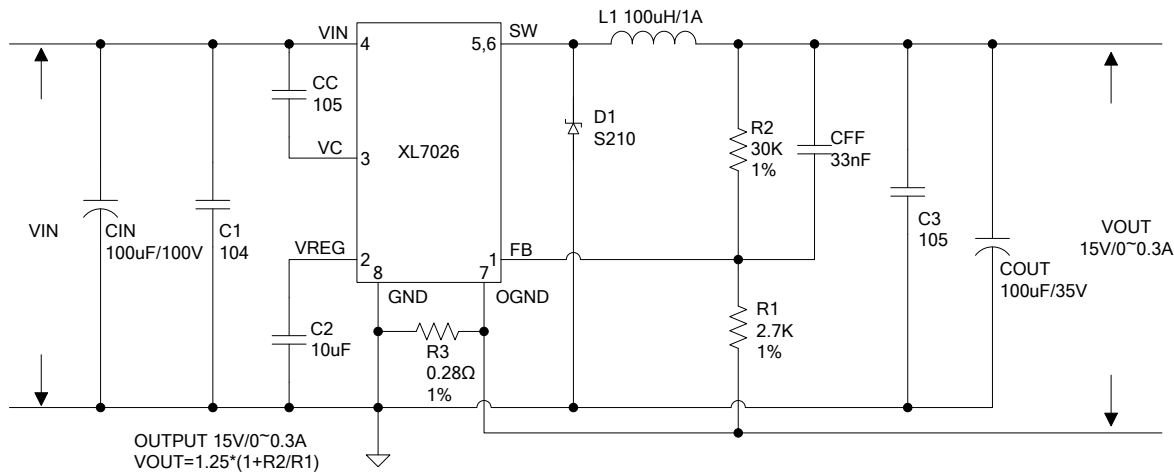 L1 100uH/1A
VIN
4
5,6
SW
CC
105
VC
3
XL7026
D1
S210
R2
30K
1%
CFF
33nF
VIN
CIN
100uF/100V
C1
104
C3
105
VOUT
15V/0~0.3A
COUT
100uF/35V
VREG
2
1
FB
8
7
GND
OGND
C2
10uF
R3
0.28Ω
1%
R1
2.7K
1%
OUTPUT 15V/0~0.3A
VOUT=1.25*(1+R2/R1)